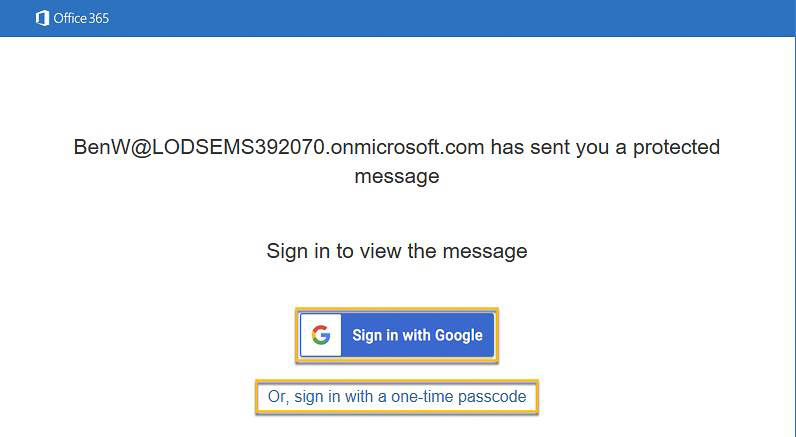 Office 365
BenW@LODSEMS392070.onmicrosoft.com has sent you a protected
message
Sign in to view the message
Sign in with Google
Or, sign in with a one-time passcode